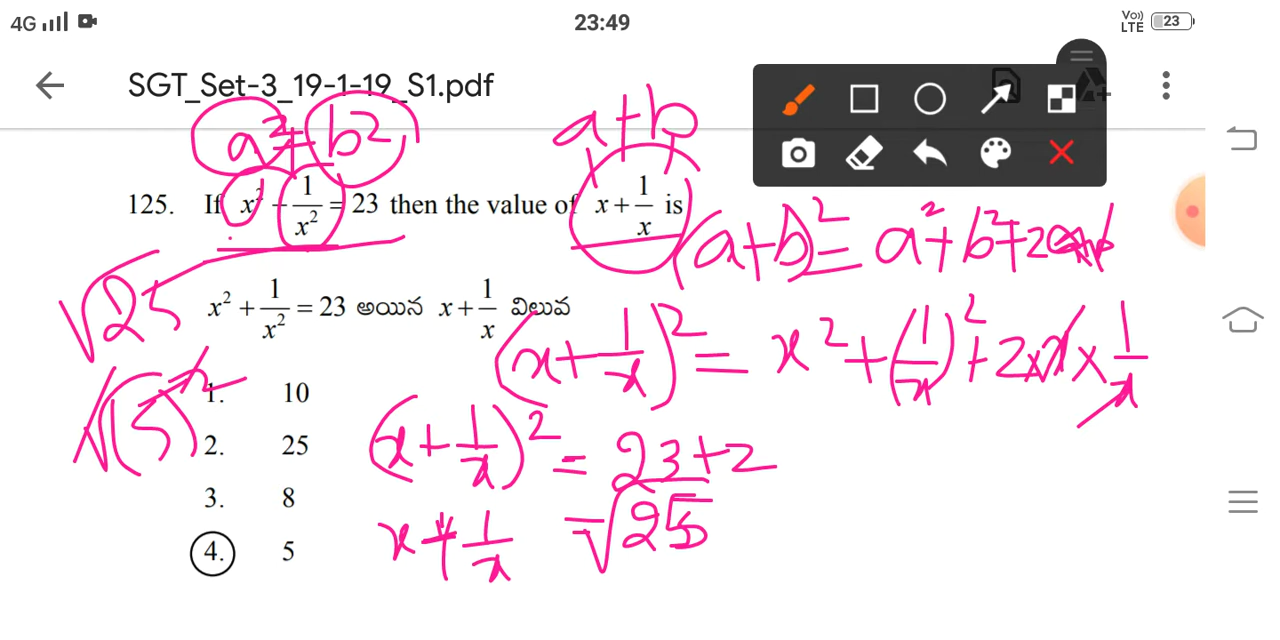 4G 23:49 Vo)) LTE 23
SGT_Set-3_19-1-19_S1.pdf
a² + b² a+b
125. If x² - 1/x² = 23 then the value of x + 1/x is
(a+b)² = a² + b² + 2ab
√25 x² + 1/x² = 23 అయిన x + 1/x విలువ
(x + 1/x)² = x² + (1/x)² + 2×x×1/x
√(5)² 1. 10
(x + 1/x)² = 23+2
2. 25
3. 8
x + 1/x = √25
4. 5